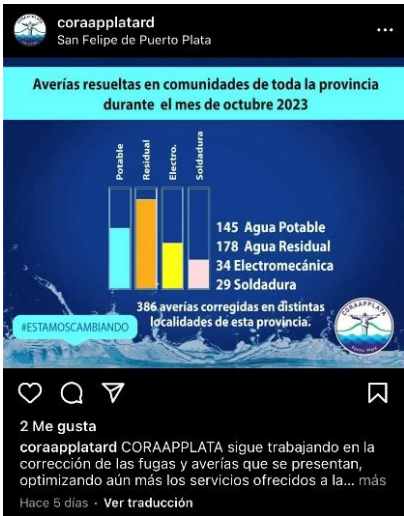 coraapplatard
San Felipe de Puerto Plata
Averías resueltas en comunidades de toda la provincia
durante el mes de octubre 2023
Potable
Residual
Electro.
Soldadura
145 Agua Potable
178 Agua Residual
34 Electromecánica
29 Soldadura
386 averías corregidas en distintas
localidades de esta provincia.
#ESTAMOSCAMBIANDO
CORAAPPLATA
Puerto Plata
2 Me gusta
coraapplatard CORAAPPLATA sigue trabajando en la
corrección de las fugas y averías que se presentan,
optimizando aún más los servicios ofrecidos a la... más
Hace 5 días · Ver traducción